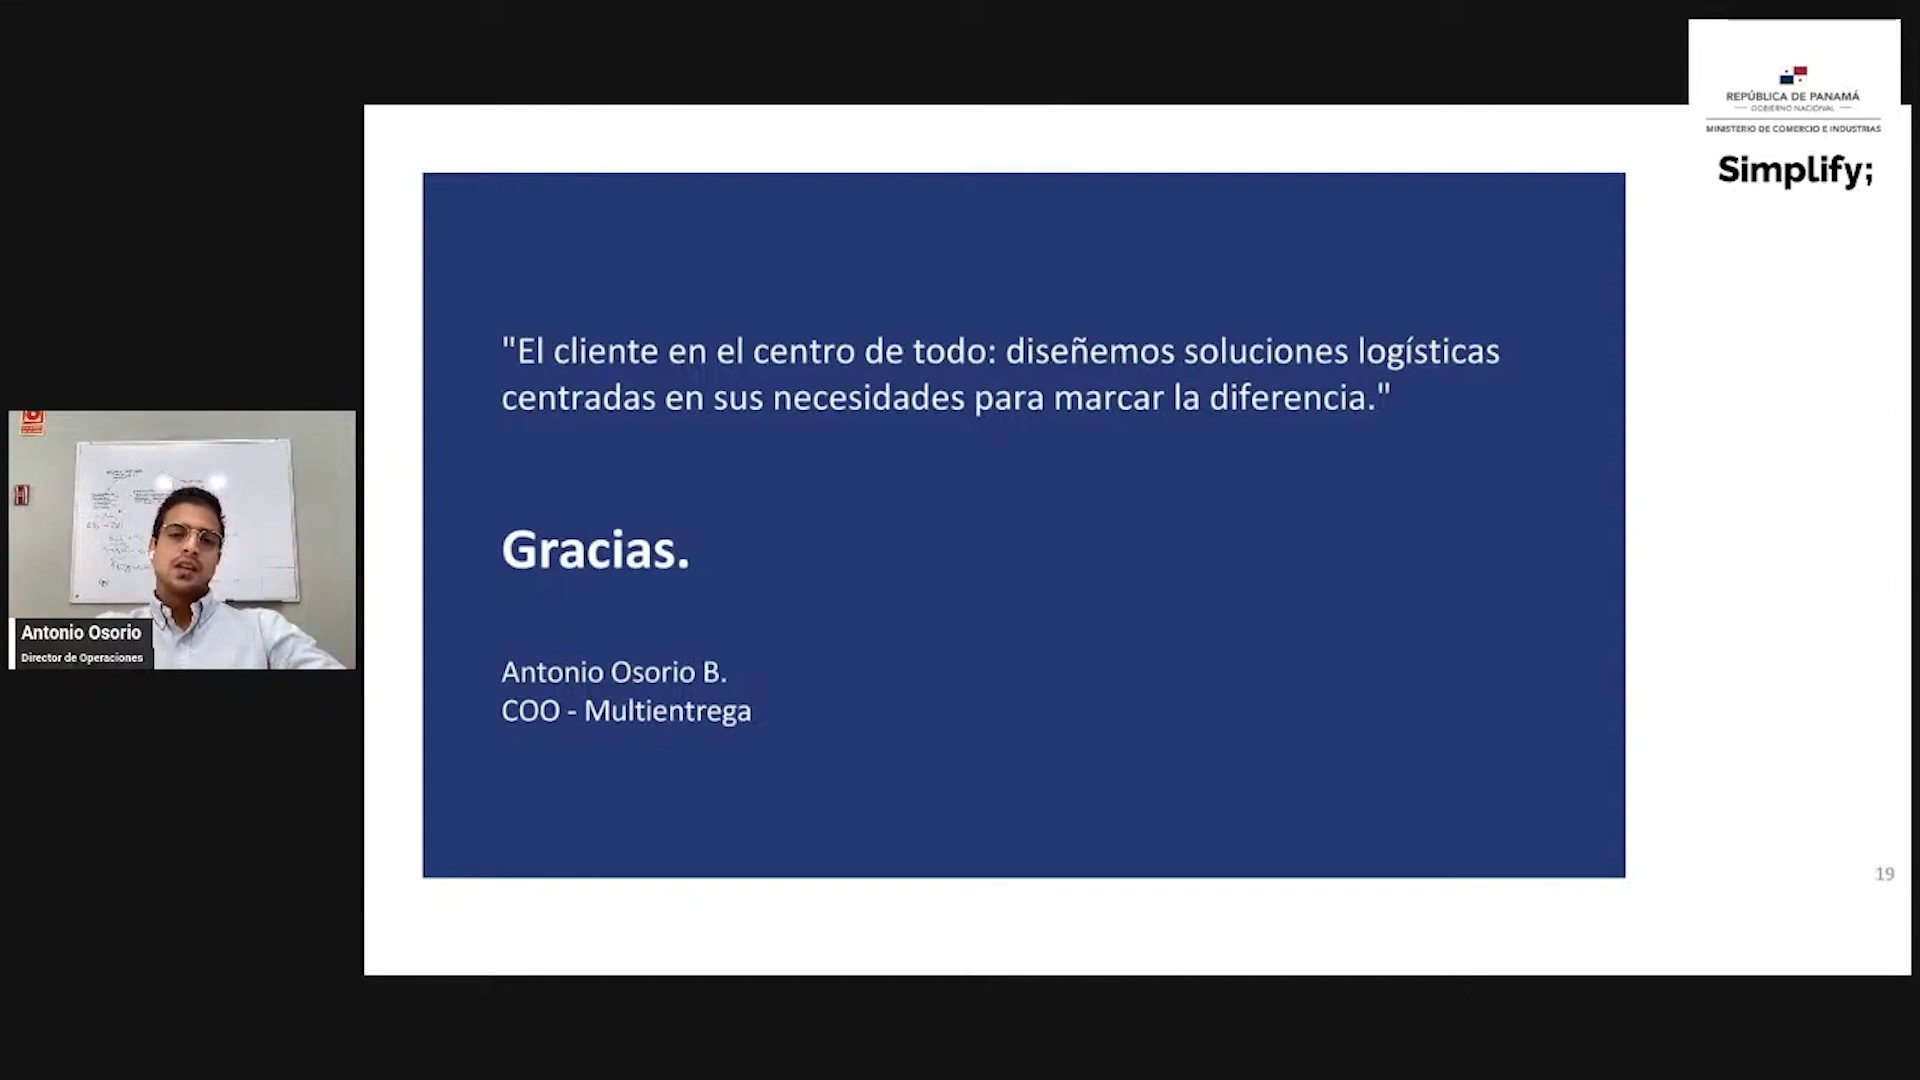 REPÚBLICA DE PANAMÁ
GOBIERNO NACIONAL
MINISTERIO DE COMERCIO E INDUSTRIAS
Simplify;
"El cliente en el centro de todo: diseñemos soluciones logísticas
centradas en sus necesidades para marcar la diferencia."
Gracias.
Antonio Osorio B.
COO - Multientrega
Antonio Osorio
Director de Operaciones
19